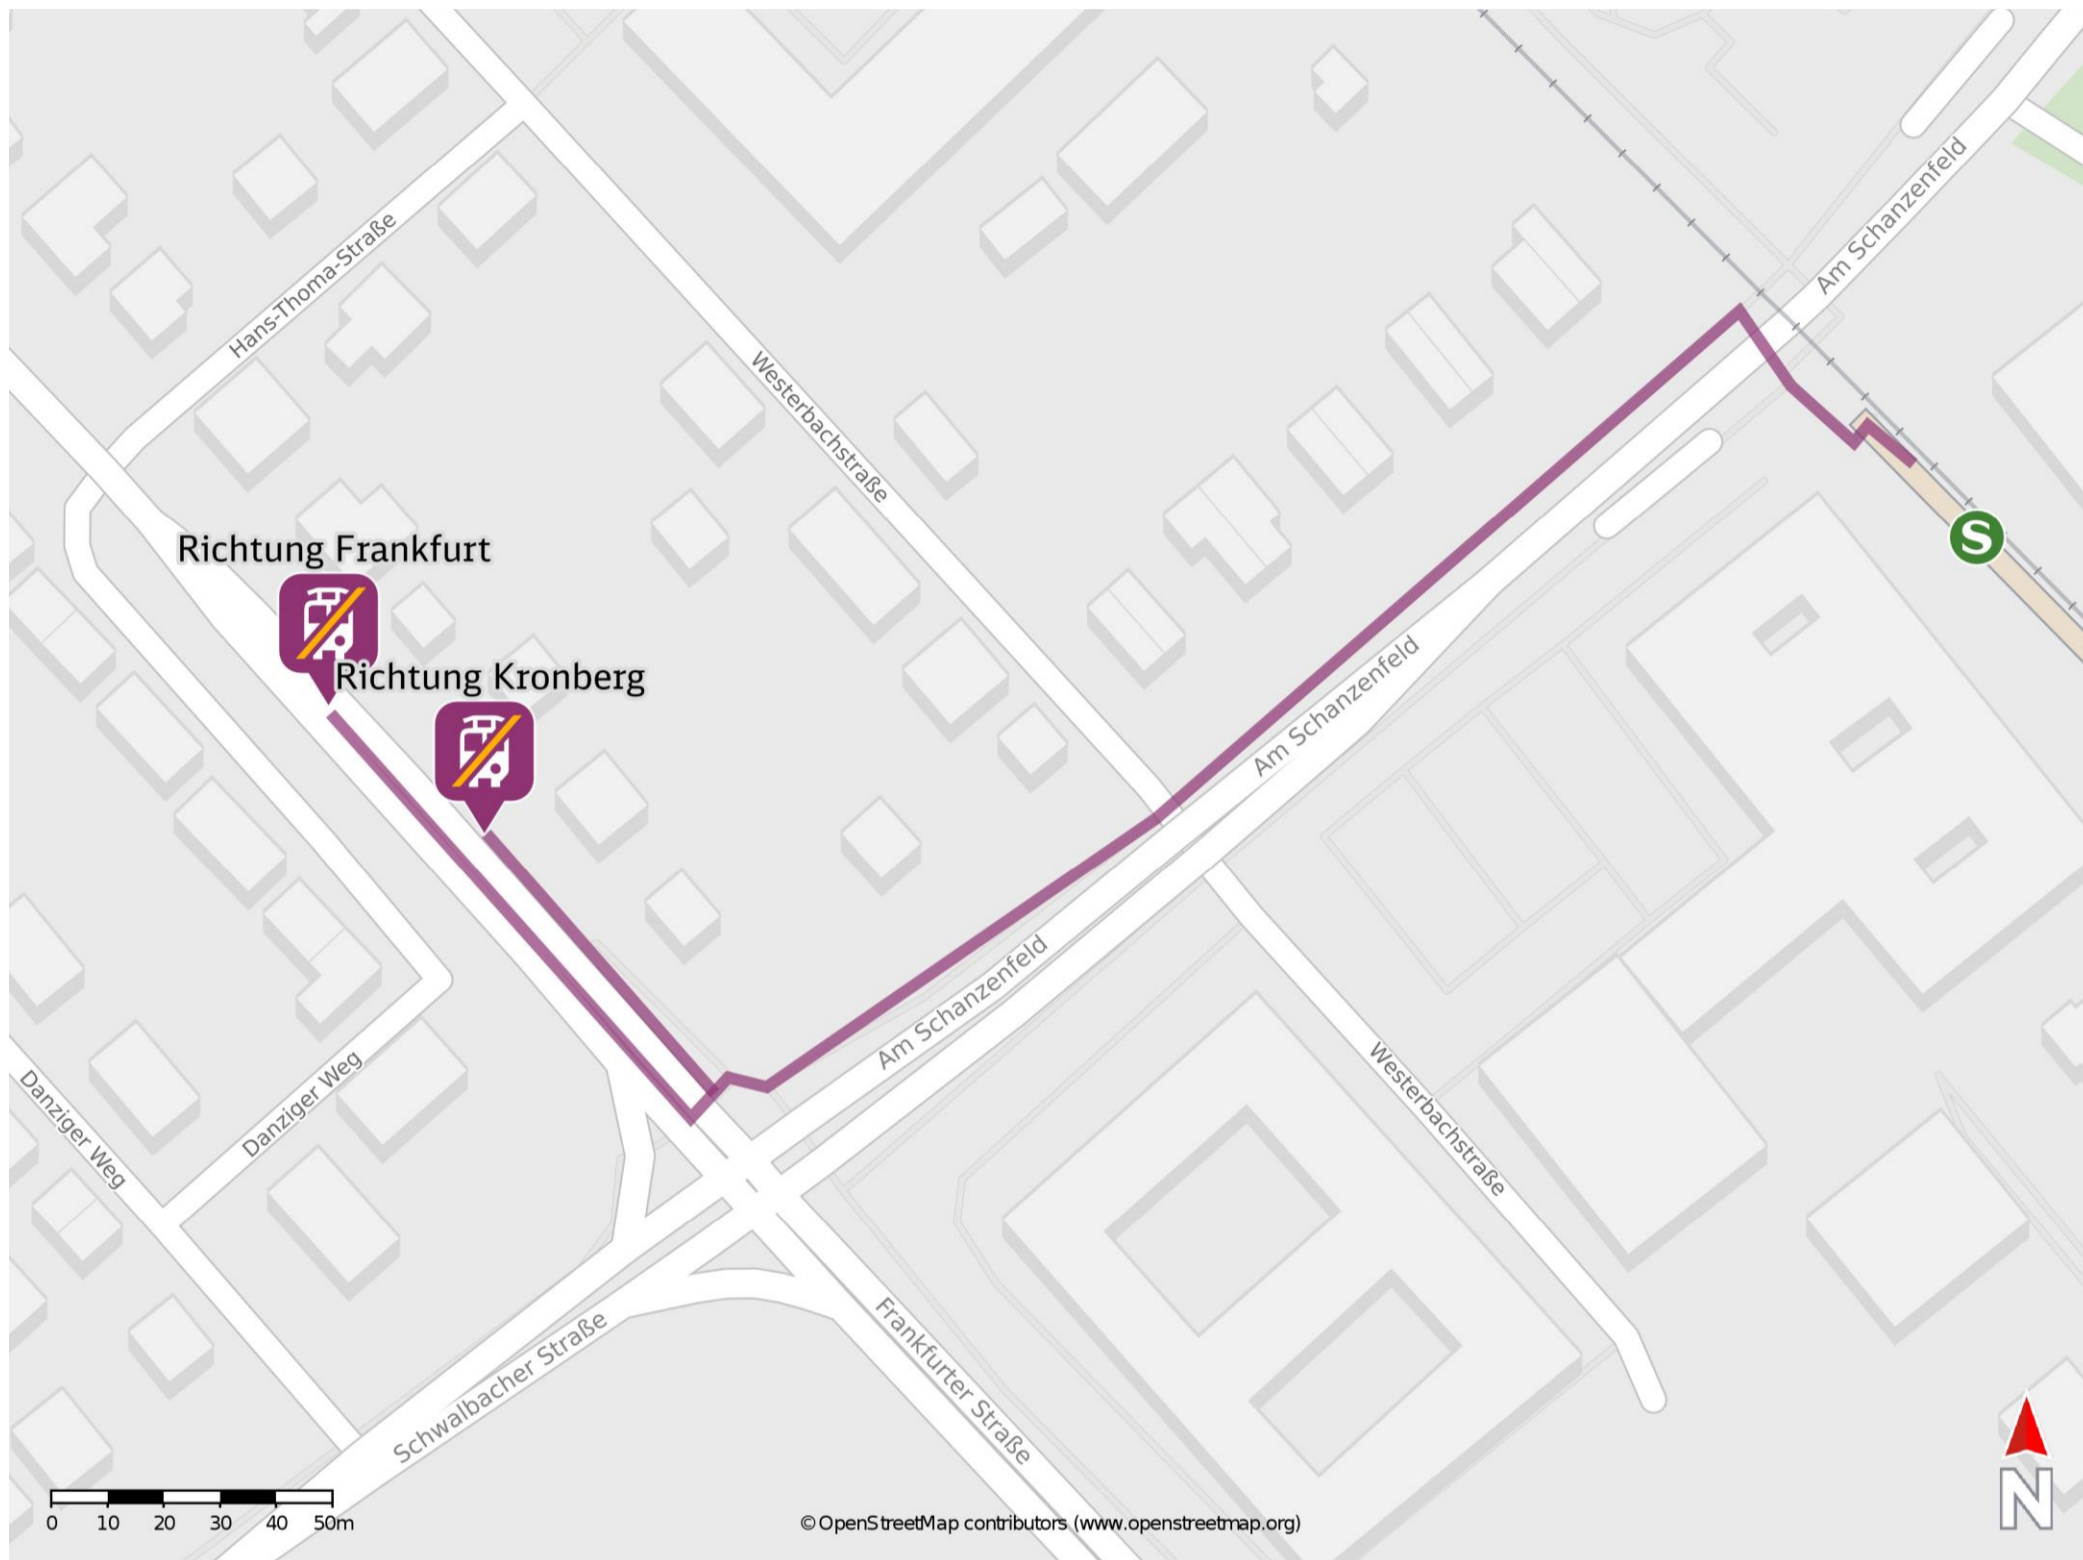 Am Schanzenfeld
Hans-Thoma-Straße
Westerbachstraße
S
Richtung Frankfurt
Richtung Kronberg
Am Schanzenfeld
Am Schanzenfeld
Danziger Weg
Danziger Weg
Westerbachstraße
Frankfurter Straße
Schwalbacher Straße
N
0 10 20 30 40 50m
©OpenStreetMap contributors (www.openstreetmap.org)